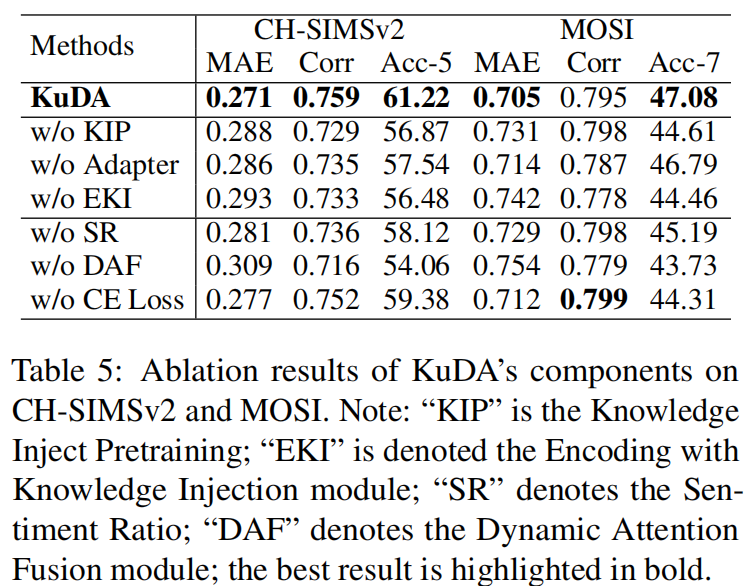 Methods CH-SIMSv2 MOSI
MAE Corr Acc-5 MAE Corr Acc-7
KuDA 0.271 0.759 61.22 0.705 0.795 47.08
w/o KIP 0.288 0.729 56.87 0.731 0.798 44.61
w/o Adapter 0.286 0.735 57.54 0.714 0.787 46.79
w/o EKI 0.293 0.733 56.48 0.742 0.778 44.46
w/o SR 0.281 0.736 58.12 0.729 0.798 45.19
w/o DAF 0.309 0.716 54.06 0.754 0.779 43.73
w/o CE Loss 0.277 0.752 59.38 0.712 0.799 44.31
Table 5: Ablation results of KuDA's components on
CH-SIMSv2 and MOSI. Note: “KIP” is the Knowledge
Inject Pretraining; “EKI” is denoted the Encoding with
Knowledge Injection module; “SR” denotes the Sen-
timent Ratio; “DAF” denotes the Dynamic Attention
Fusion module; the best result is highlighted in bold.